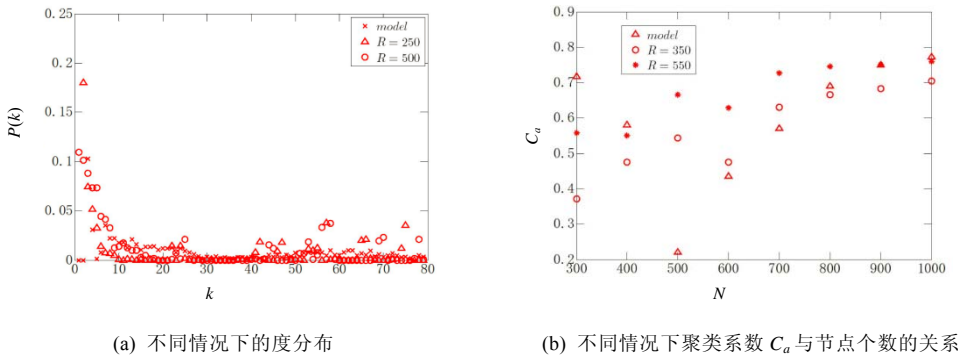 0.25
0.2
0.15
0.1
0.05
0
P(k)
0 10 20 30 40 50 60 70 80
k
model
R = 250
R = 500
(a) 不同情况下的度分布
0.9
0.8
0.7
0.6
0.5
0.4
0.3
0.2
C_a
300 400 500 600 700 800 900 1000
N
model
R = 350
R = 550
(b) 不同情况下聚类系数 C_a 与节点个数的关系